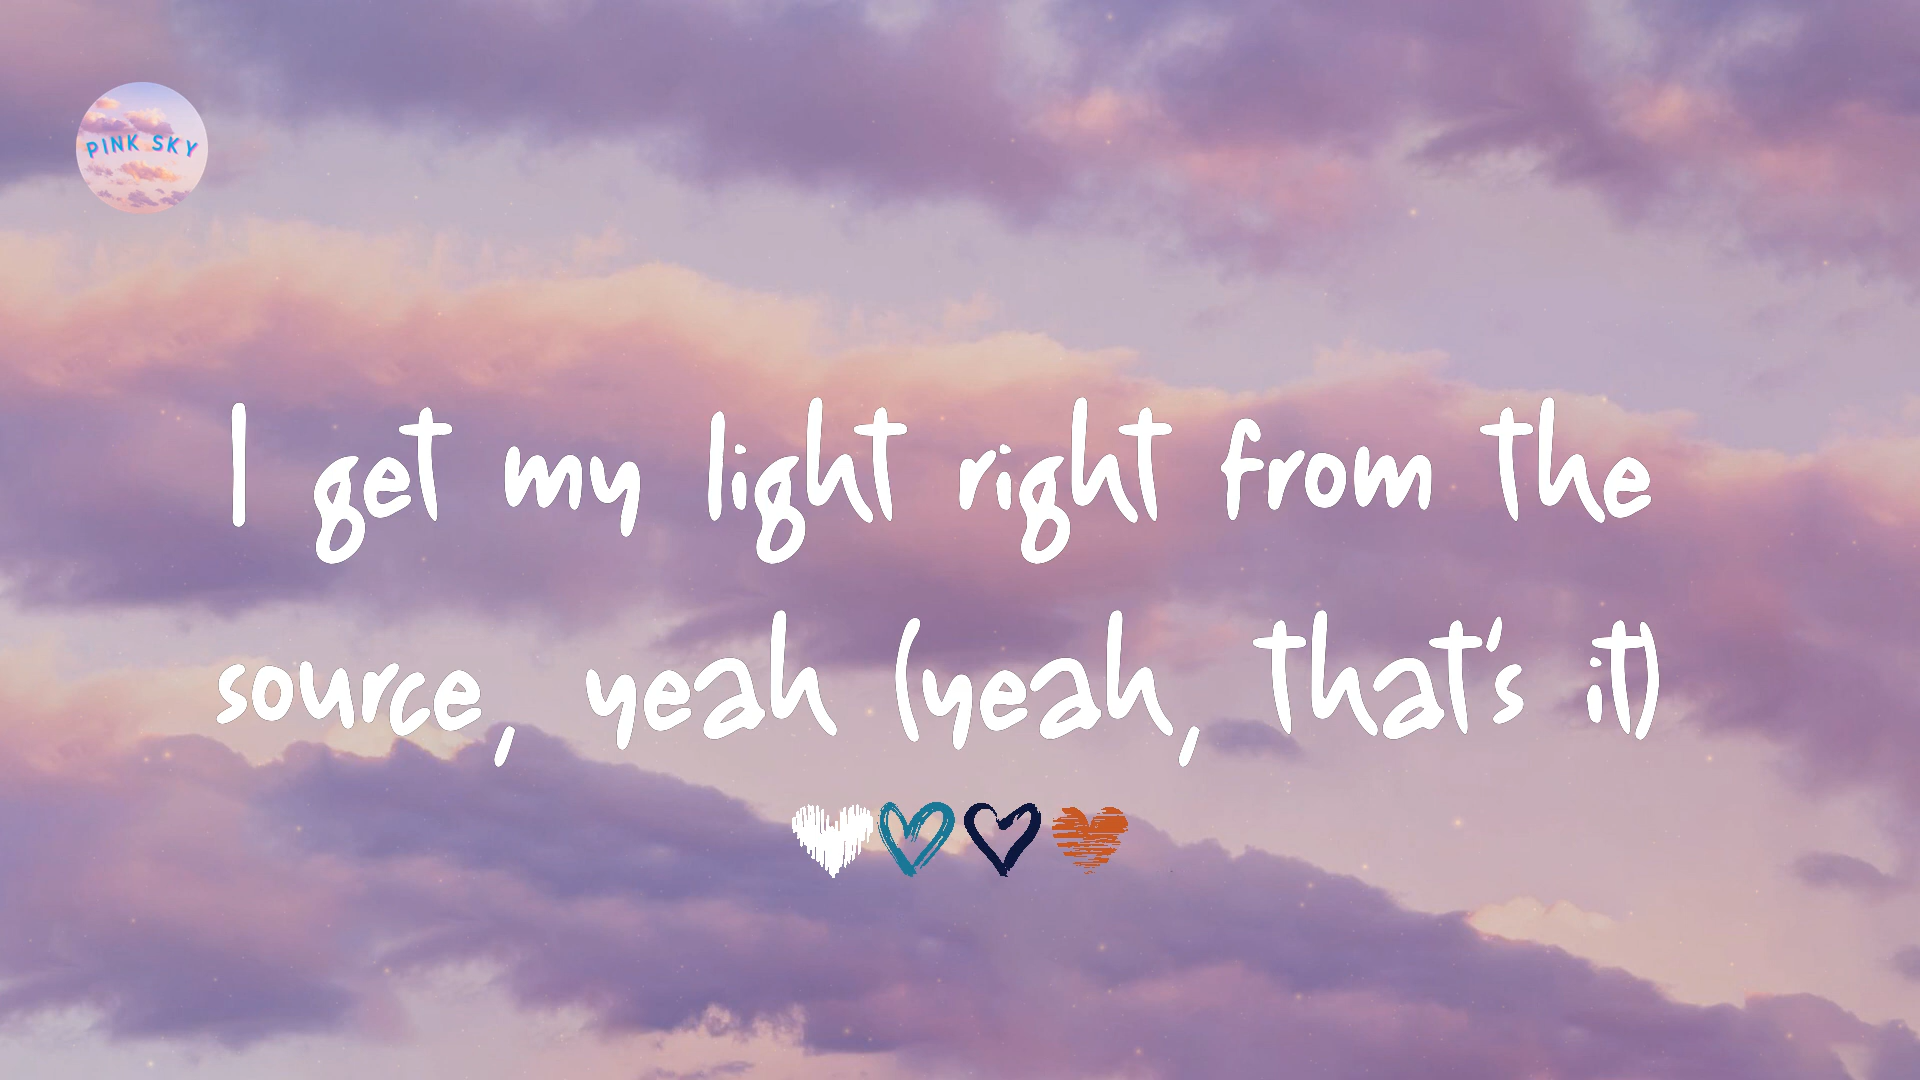 PINK SKY
I get my light right from the
source, yeah (yeah, that's it)